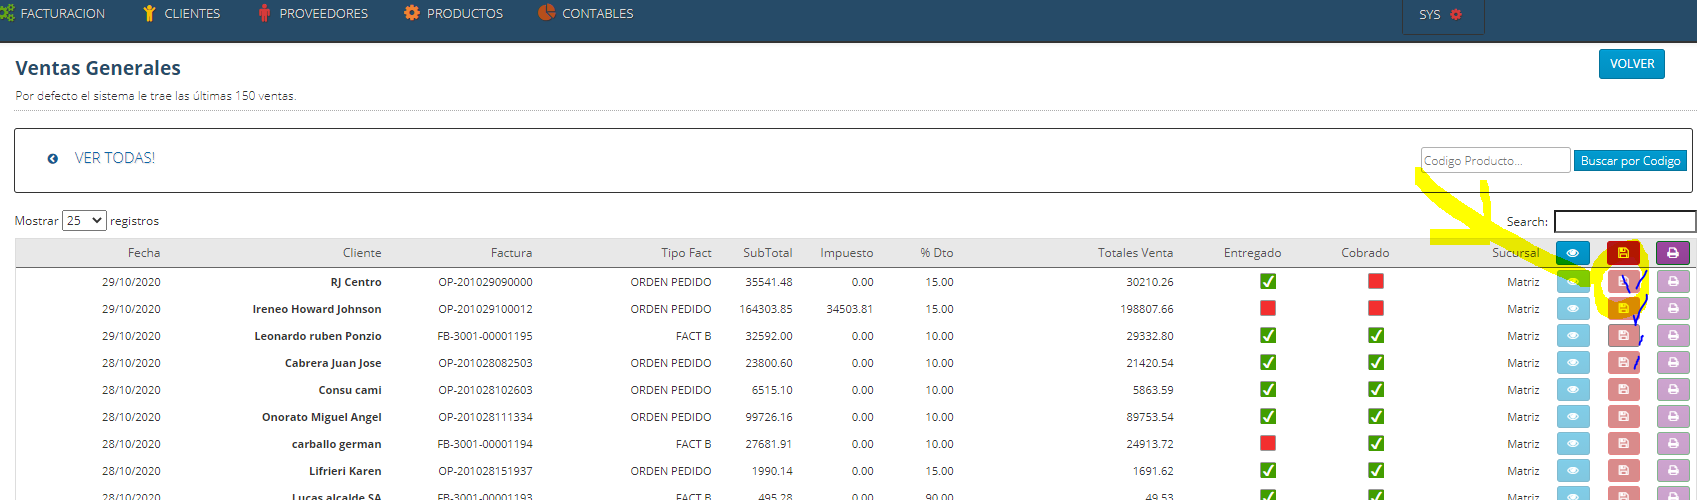 FACTURACION CLIENTES PROVEEDORES PRODUCTOS CONTABLES SYS
Ventas Generales VOLVER
Por defecto el sistema le trae las últimas 150 ventas.
VER TODAS! Codigo Producto... Buscar por Codigo
Mostrar 25 registros Search:
Fecha Cliente Factura Tipo Fact SubTotal Impuesto % Dto Totales Venta Entregado Cobrado Sucursal
29/10/2020 RJ Centro OP-201029090000 ORDEN PEDIDO 35541.48 0.00 15.00 30210.26 Matriz
29/10/2020 Ireneo Howard Johnson OP-201029100012 ORDEN PEDIDO 164303.85 34503.81 15.00 198807.66 Matriz
29/10/2020 Leonardo ruben Ponzio FB-3001-00001195 FACT B 32592.00 0.00 10.00 29332.80 Matriz
28/10/2020 Cabrera Juan Jose OP-201028082503 ORDEN PEDIDO 23800.60 0.00 10.00 21420.54 Matriz
28/10/2020 Consu cami OP-201028102603 ORDEN PEDIDO 6515.10 0.00 10.00 5863.59 Matriz
28/10/2020 Onorato Miguel Angel OP-201028111334 ORDEN PEDIDO 99726.16 0.00 10.00 89753.54 Matriz
28/10/2020 carballo german FB-3001-00001194 FACT B 27681.91 0.00 10.00 24913.72 Matriz
28/10/2020 Lifrieri Karen OP-201028151937 ORDEN PEDIDO 1990.14 0.00 15.00 1691.62 Matriz
28/10/2020 Lucas alcalde SA FB-3001-00001193 FACT B 495.28 0.00 90.00 49.53 Matriz